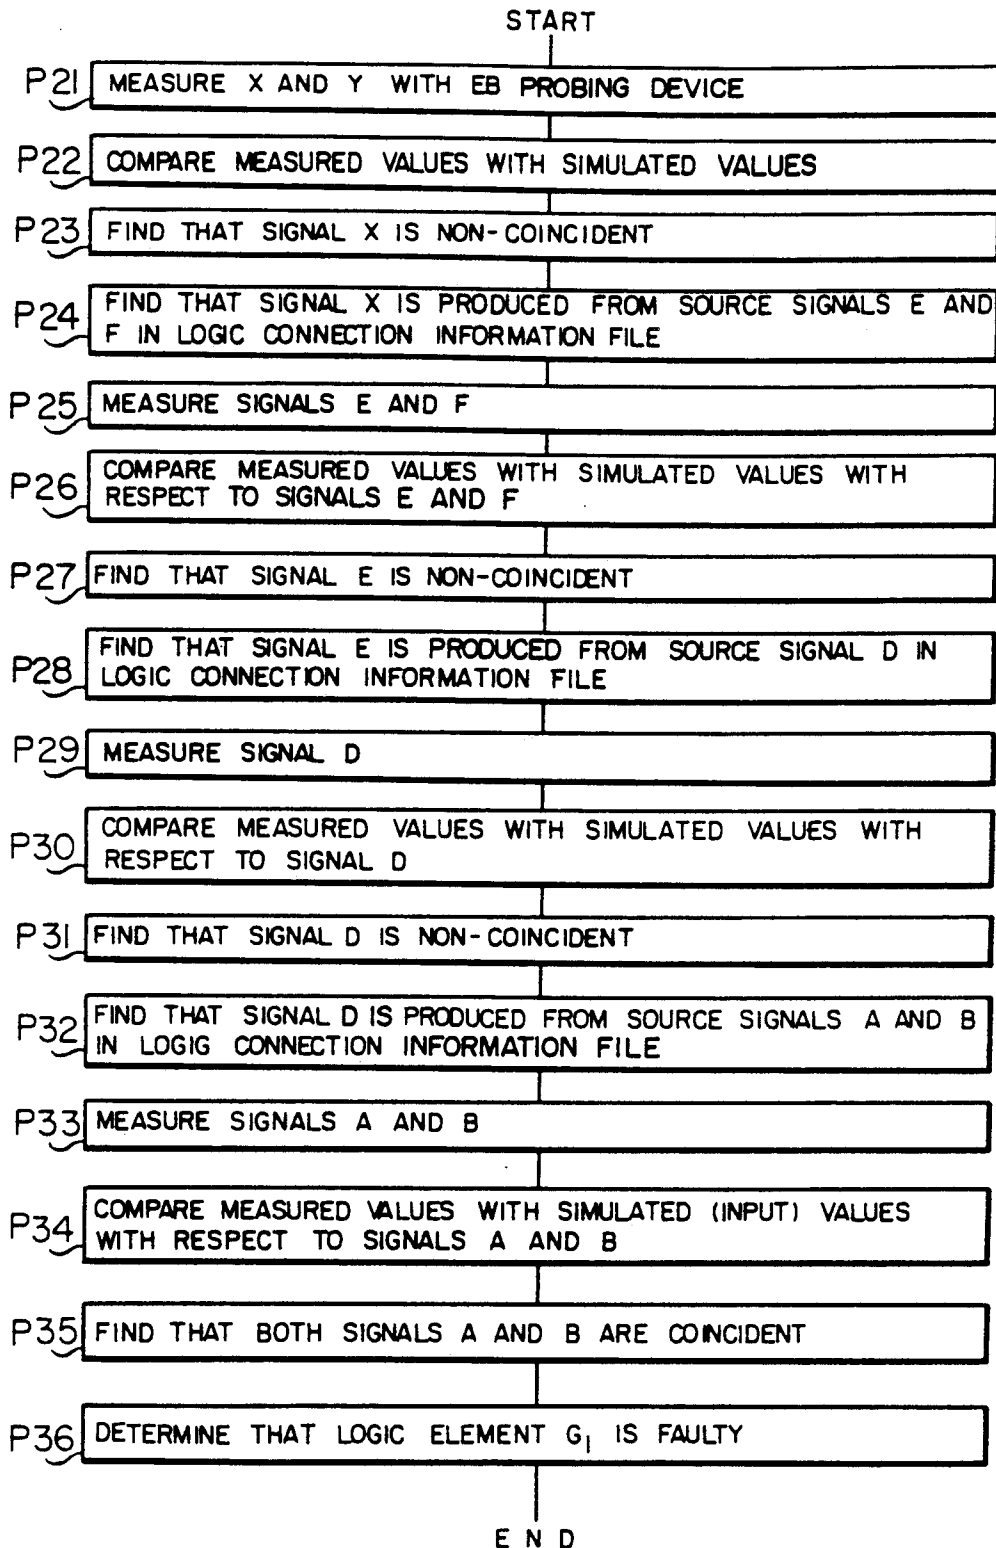 START
P21 MEASURE X AND Y WITH EB PROBING DEVICE
P22 COMPARE MEASURED VALUES WITH SIMULATED VALUES
P23 FIND THAT SIGNAL X IS NON-COINCIDENT
P24 FIND THAT SIGNAL X IS PRODUCED FROM SOURCE SIGNALS E AND
F IN LOGIC CONNECTION INFORMATION FILE
P25 MEASURE SIGNALS E AND F
P26 COMPARE MEASURED VALUES WITH SIMULATED VALUES WITH
RESPECT TO SIGNALS E AND F
P27 FIND THAT SIGNAL E IS NON-COINCIDENT
P28 FIND THAT SIGNAL E IS PRODUCED FROM SOURCE SIGNAL D IN
LOGIC CONNECTION INFORMATION FILE
P29 MEASURE SIGNAL D
P30 COMPARE MEASURED VALUES WITH SIMULATED VALUES WITH
RESPECT TO SIGNAL D
P31 FIND THAT SIGNAL D IS NON-COINCIDENT
P32 FIND THAT SIGNAL D IS PRODUCED FROM SOURCE SIGNALS A AND B
IN LOGIG CONNECTION INFORMATION FILE
P33 MEASURE SIGNALS A AND B
P34 COMPARE MEASURED VALUES WITH SIMULATED (INPUT) VALUES
WITH RESPECT TO SIGNALS A AND B
P35 FIND THAT BOTH SIGNALS A AND B ARE COINCIDENT
P36 DETERMINE THAT LOGIC ELEMENT G1 IS FAULTY
END